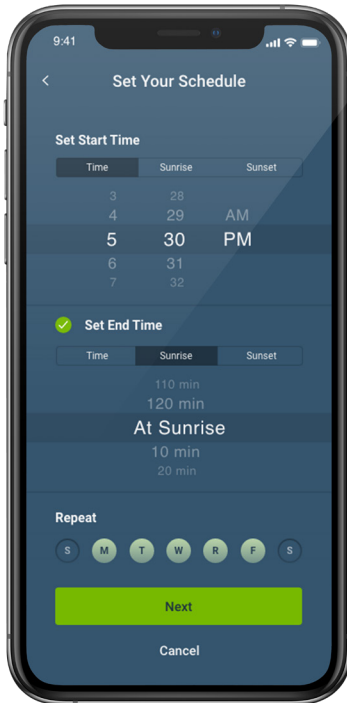 9:41
Set Your Schedule
Set Start Time
Time Sunrise Sunset
3 28
4 29 AM
5 30 PM
6 31
7 32
Set End Time
Time Sunrise Sunset
110 min
120 min
At Sunrise
10 min
20 min
Repeat
S M T W R F S
Next
Cancel